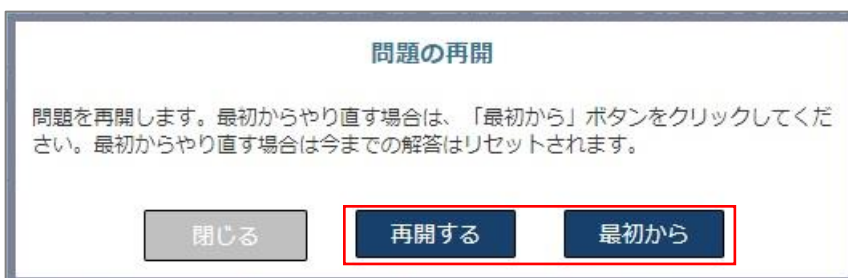 問題の再開
問題を再開します。最初からやり直す場合は、「最初から」ボタンをクリックしてくだ
さい。最初からやり直す場合は今までの解答はリセットされます。
閉じる 再開する 最初から